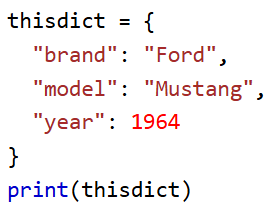 thisdict = {
  "brand": "Ford",
  "model": "Mustang",
  "year": 1964
}
print(thisdict)